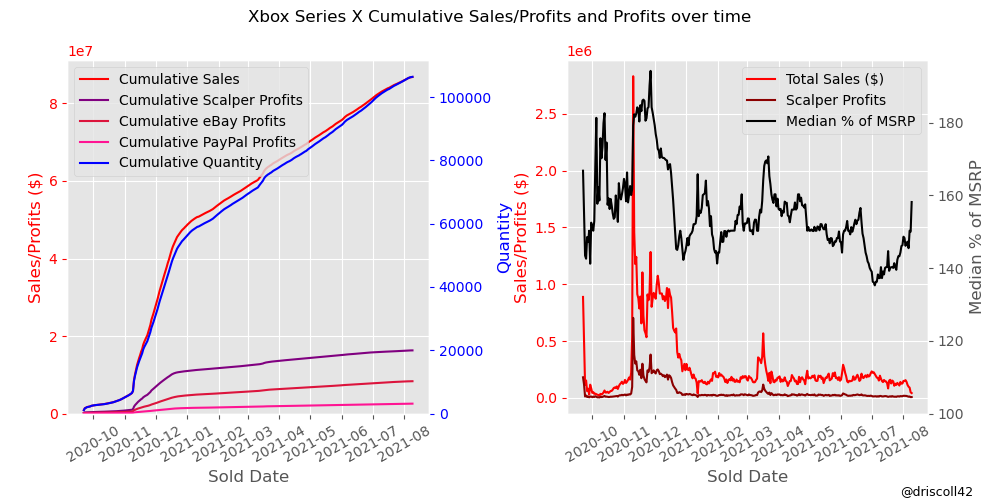 Xbox Series X Cumulative Sales/Profits and Profits over time
1e7
Cumulative Sales
Cumulative Scalper Profits
Cumulative eBay Profits
Cumulative PayPal Profits
Cumulative Quantity
8
6
4
2
0
Sales/Profits ($)
100000
80000
60000
40000
20000
0
Quantity
2020-10
2020-11
2020-12
2021-01
2021-02
2021-03
2021-04
2021-05
2021-06
2021-07
2021-08
Sold Date
1e6
Total Sales ($)
Scalper Profits
Median % of MSRP
2.5
2.0
1.5
1.0
0.5
0.0
Sales/Profits ($)
180
160
140
120
100
Median % of MSRP
2020-10
2020-11
2020-12
2021-01
2021-02
2021-03
2021-04
2021-05
2021-06
2021-07
2021-08
Sold Date
@driscoll42